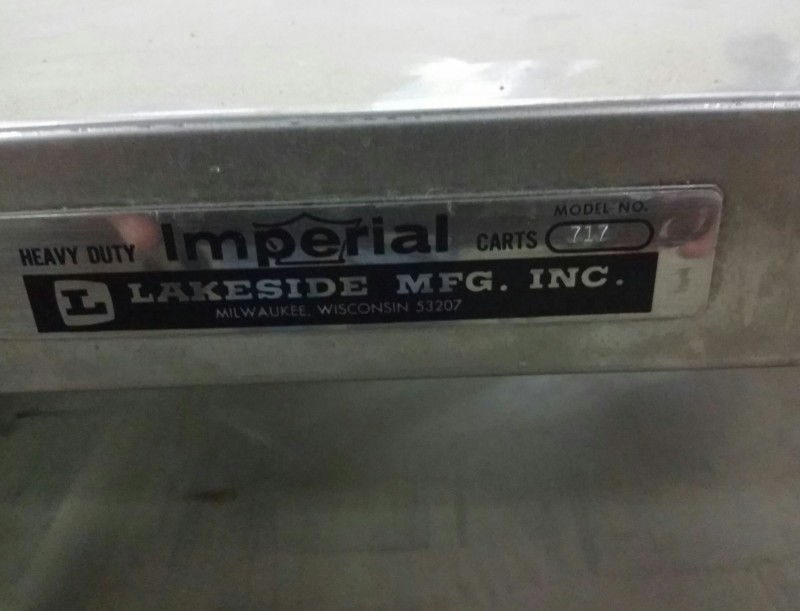 MODEL NO.
HEAVY DUTY Imperial CARTS 717
L LAKESIDE MFG. INC.
MILWAUKEE, WISCONSIN 53207